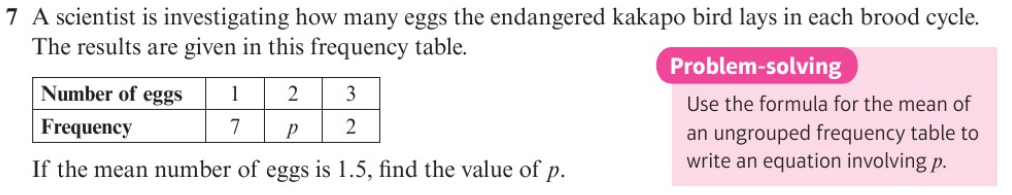 7 A scientist is investigating how many eggs the endangered kakapo bird lays in each brood cycle.
The results are given in this frequency table.
Number of eggs 1 2 3
Frequency 7 p 2
If the mean number of eggs is 1.5, find the value of p.
Problem-solving
Use the formula for the mean of
an ungrouped frequency table to
write an equation involving p.